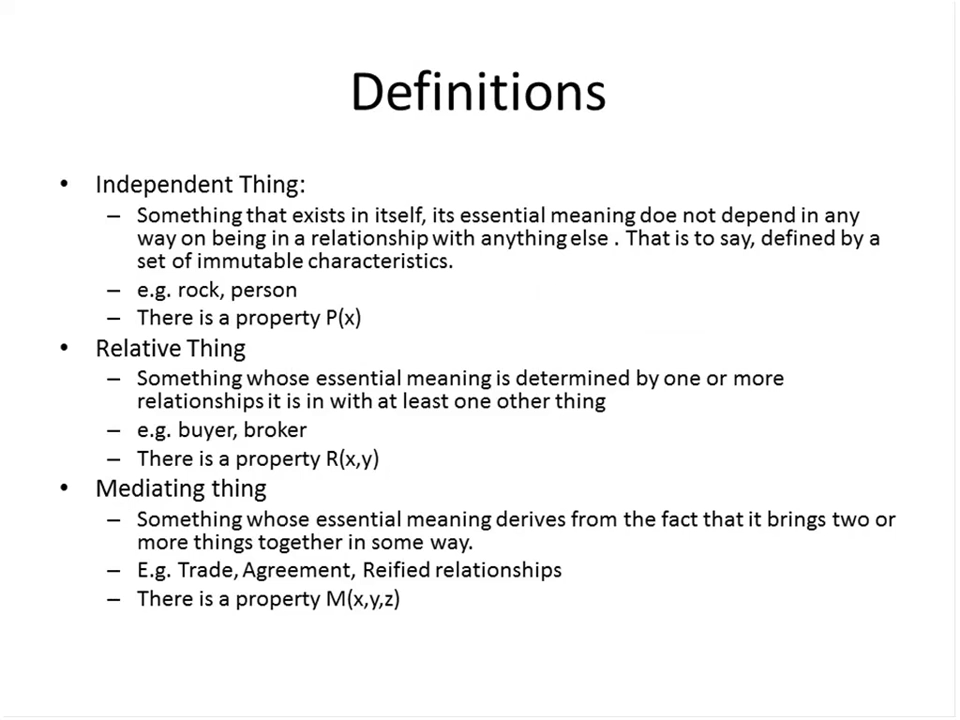 Definitions
• Independent Thing:
– Something that exists in itself, its essential meaning doe not depend in any
way on being in a relationship with anything else . That is to say, defined by a
set of immutable characteristics.
– e.g. rock, person
– There is a property P(x)
• Relative Thing
– Something whose essential meaning is determined by one or more
relationships it is in with at least one other thing
– e.g. buyer, broker
– There is a property R(x,y)
• Mediating thing
– Something whose essential meaning derives from the fact that it brings two or
more things together in some way.
– E.g. Trade, Agreement, Reified relationships
– There is a property M(x,y,z)